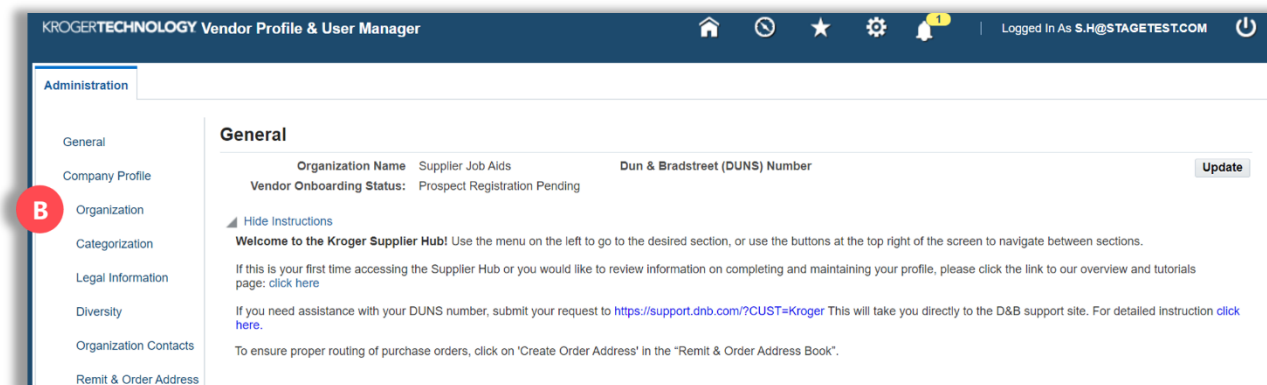 KROGERTECHNOLOGY. Vendor Profile & User Manager
1
Logged In As S.H@STAGETEST.COM
Administration
General
Company Profile
B
Organization
Categorization
Legal Information
Diversity
Organization Contacts
Remit & Order Address
General
Organization Name Supplier Job Aids Dun & Bradstreet (DUNS) Number
Update
Vendor Onboarding Status: Prospect Registration Pending
Hide Instructions
Welcome to the Kroger Supplier Hub! Use the menu on the left to go to the desired section, or use the buttons at the top right of the screen to navigate between sections.
If this is your first time accessing the Supplier Hub or you would like to review information on completing and maintaining your profile, please click the link to our overview and tutorials
page: click here
If you need assistance with your DUNS number, submit your request to https://support.dnb.com/?CUST=Kroger This will take you directly to the D&B support site. For detailed instruction click
here.
To ensure proper routing of purchase orders, click on 'Create Order Address' in the “Remit & Order Address Book”.